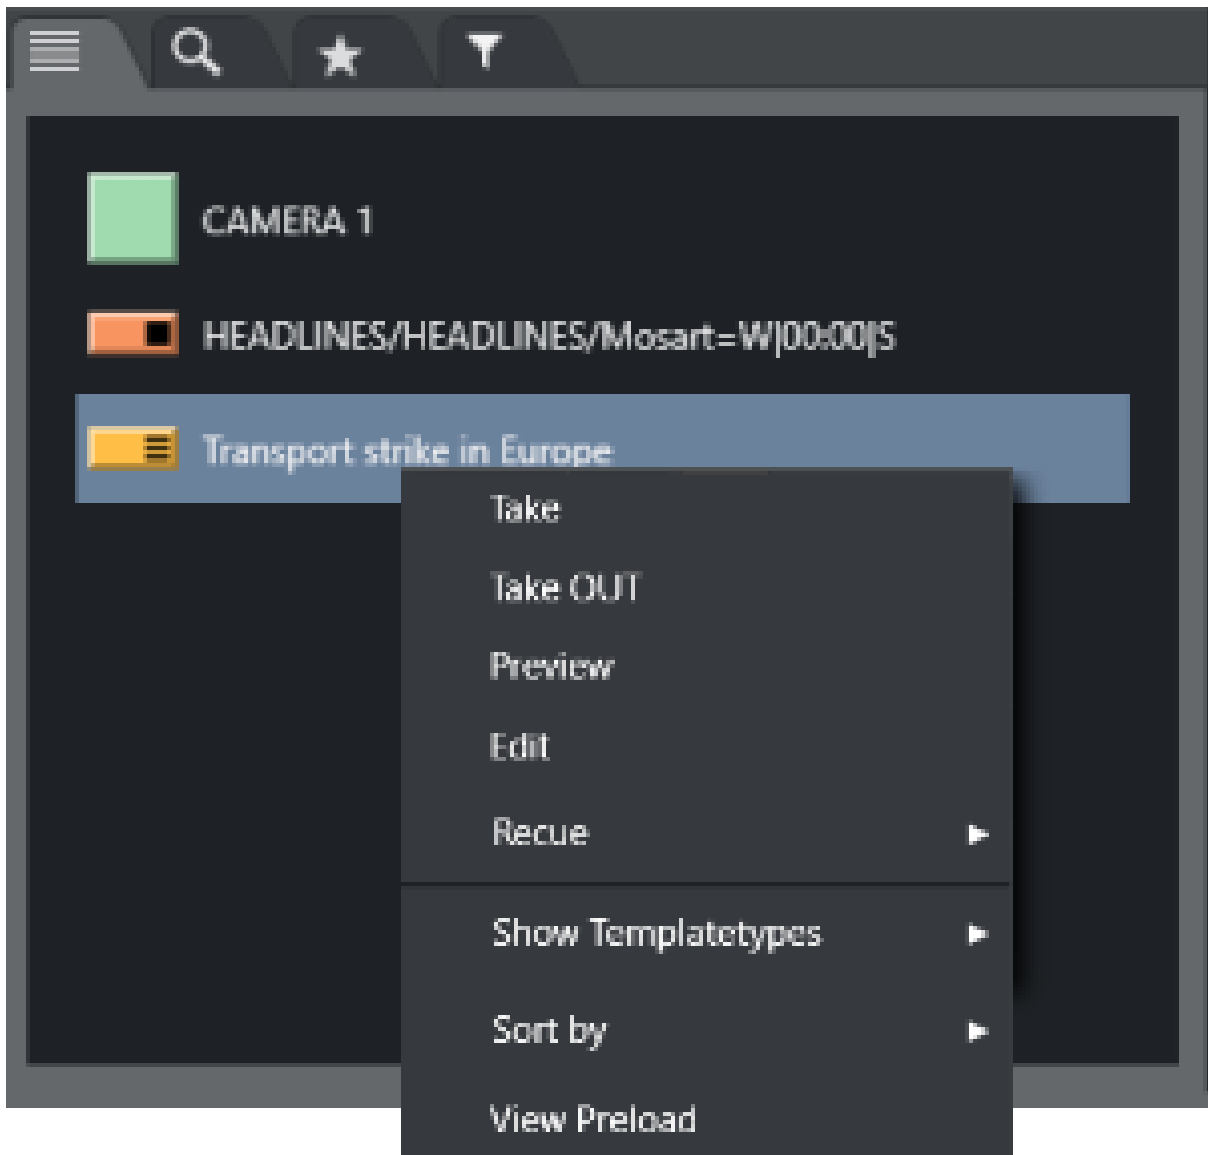 CAMERA 1
HEADLINES/HEADLINES/Mosart=W|00:00|S
Transport strike in Europe
Take
Take OUT
Preview
Edit
Recue
Show Templatetypes
Sort by
View Preload